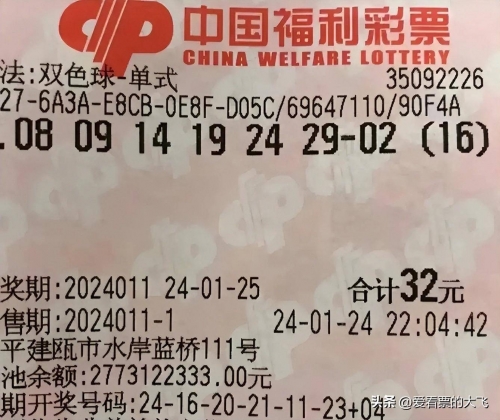 中国福利彩票
CHINA WELFARE LOTTERY
法:双色球-单式 35092226
27-6A3A-E8CB-0E8F-D05C/69647110/90F4A
.08 09 14 19 24 29-02 (16)
奖期:2024011 24-01-25 合计32元
售期:2024011-1 24-01-24 22:04:42
平建瓯市水岸蓝桥111号
池余额:2773122333.00元
期开奖号码:24-16-20-21-11-23+04
头条 @爱看票的大飞